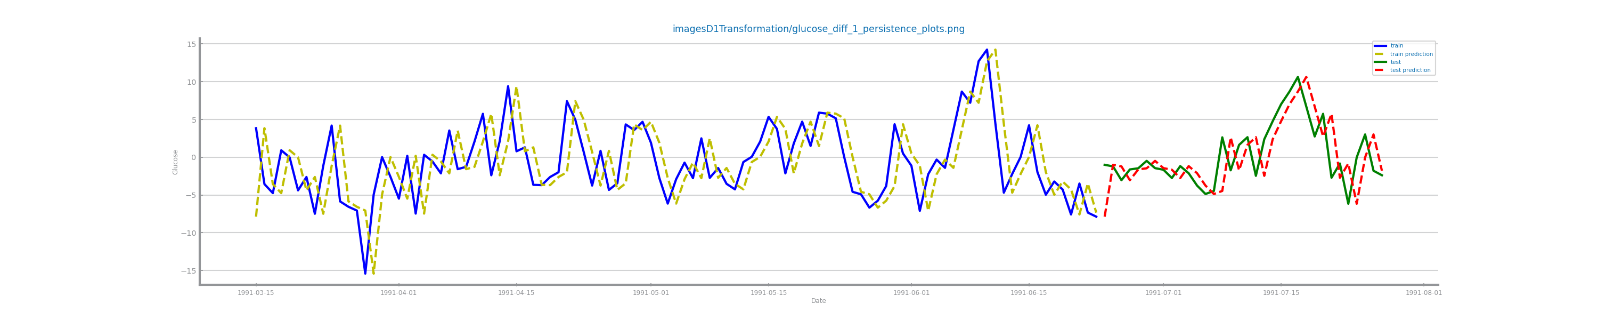 imagesD1Transformation/glucose_diff_1_persistence_plots.png
train
train prediction
test
test prediction
15
10
5
0
−5
−10
−15
Glucose
1991-03-15
1991-04-01
1991-04-15
1991-05-01
1991-05-15
1991-06-01
1991-06-15
1991-07-01
1991-07-15
1991-08-01
Date